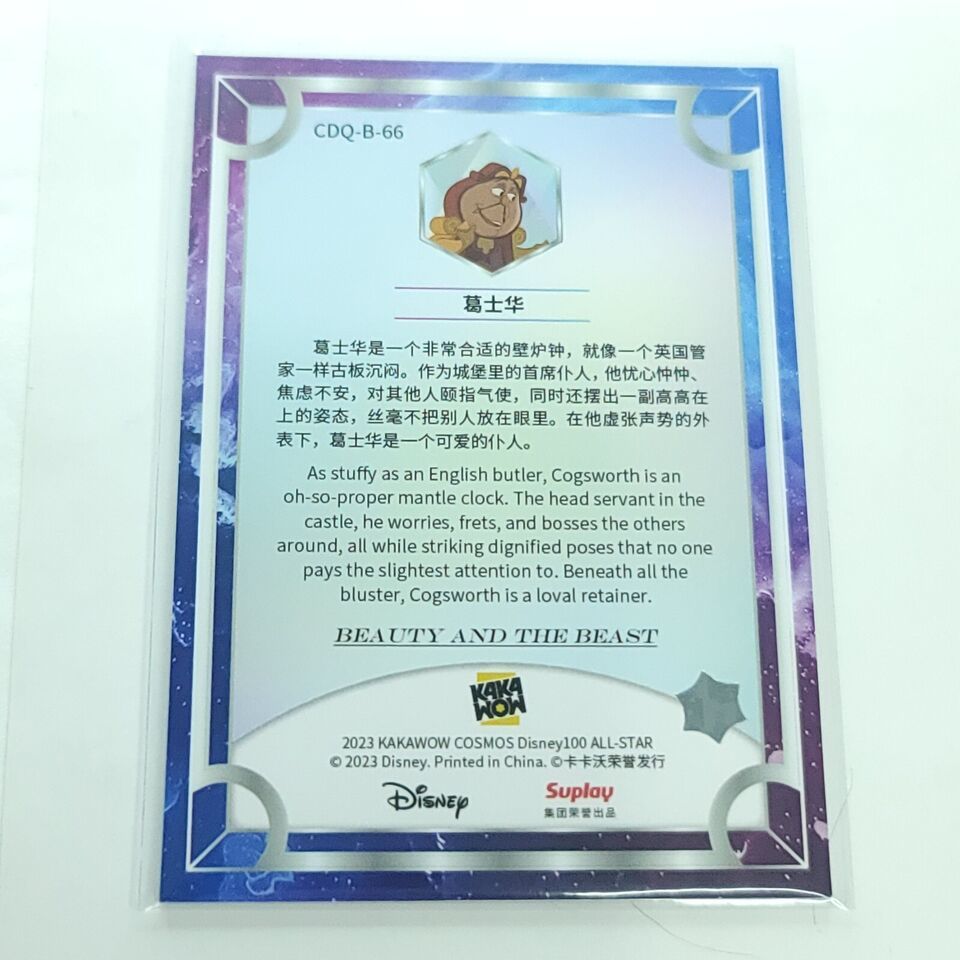 CDQ-B-66
葛士华
葛士华是一个非常合适的壁炉钟，就像一个英国管
家一样古板沉闷。作为城堡里的首席仆人，他忧心忡忡、
焦虑不安，对其他人颐指气使，同时还摆出一副高高在
上的姿态，丝毫不把别人放在眼里。在他虚张声势的外
表下，葛士华是一个可爱的仆人。
As stuffy as an English butler, Cogsworth is an
oh-so-proper mantle clock. The head servant in the
castle, he worries, frets, and bosses the others
around, all while striking dignified poses that no one
pays the slightest attention to. Beneath all the
bluster, Cogsworth is a loval retainer.
BEAUTY AND THE BEAST
KAKA
WOW
2023 KAKAWOW COSMOS Disney100 ALL-STAR
© 2023 Disney. Printed in China. ©卡卡沃荣誉发行
Disney
Suplay
集团荣誉出品